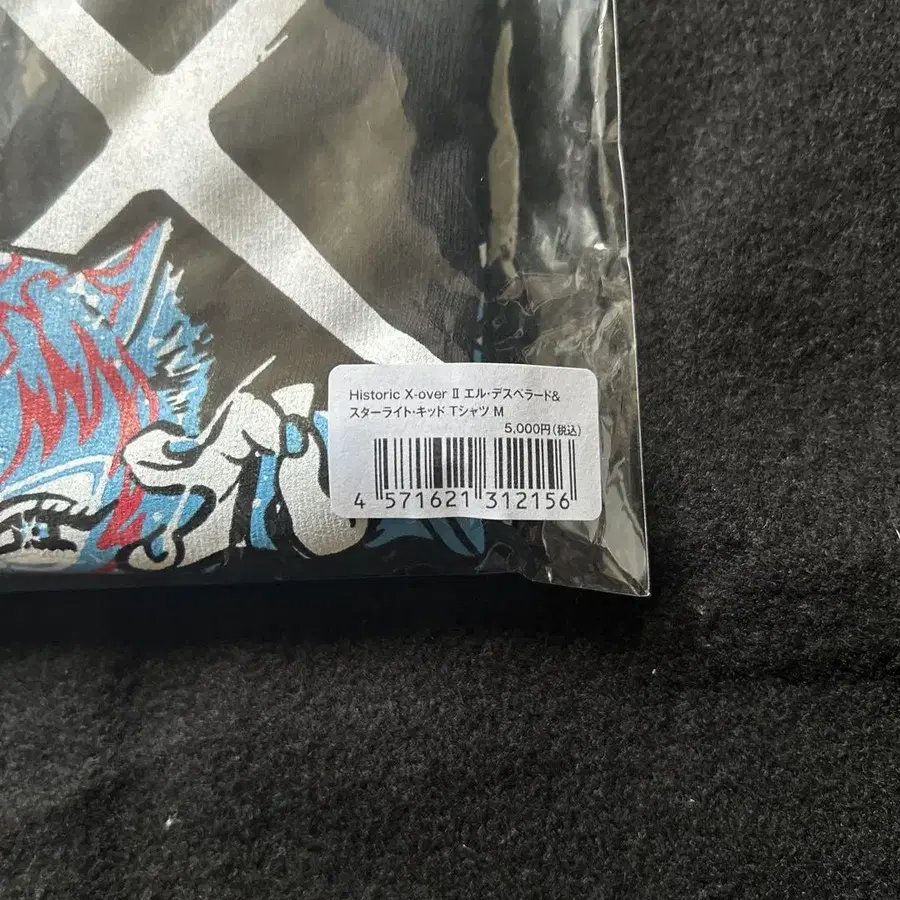 Historic X-over Ⅱ エル・デスペラード&
スターライト・キッド Tシャツ M
5,000円(税込)
4 571621 312156